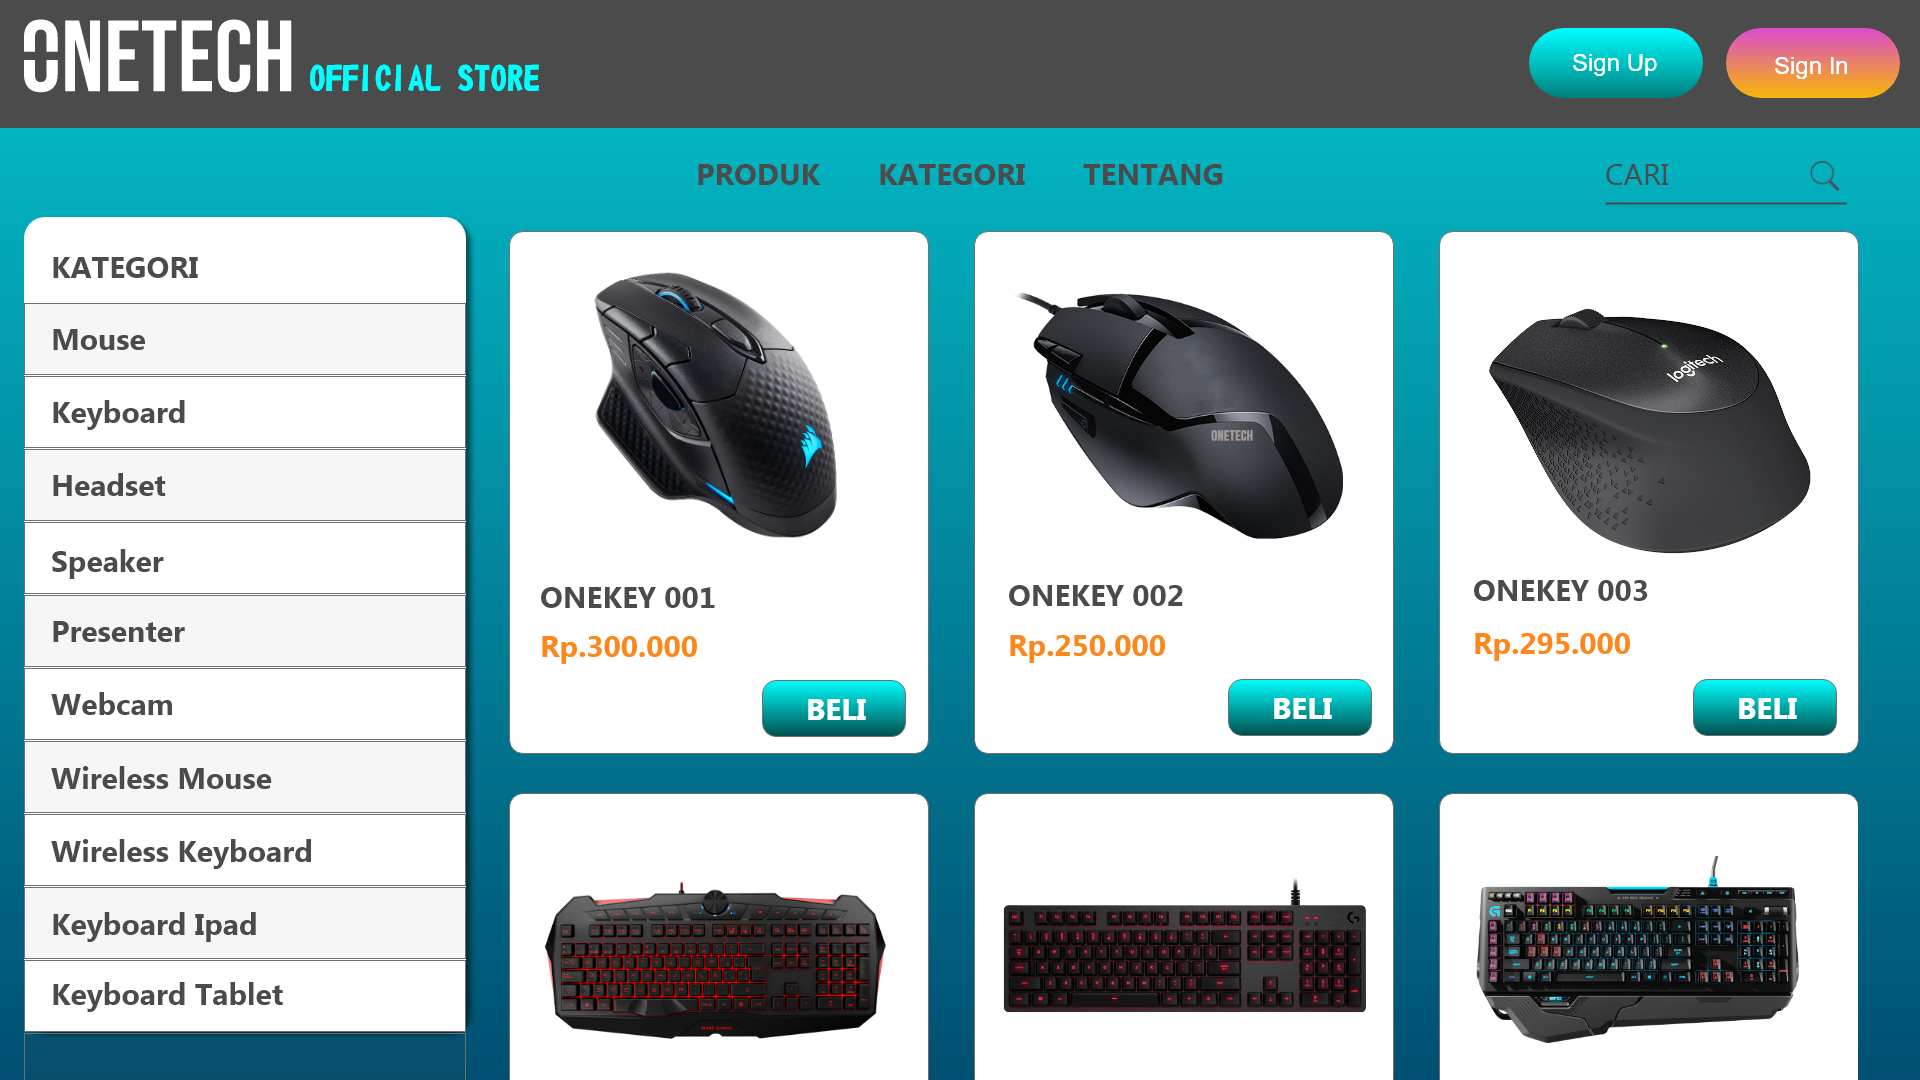 ONETECH OFFICIAL STORE
Sign Up
Sign In
PRODUK
KATEGORI
TENTANG
CARI
KATEGORI
Mouse
Keyboard
Headset
Speaker
Presenter
Webcam
Wireless Mouse
Wireless Keyboard
Keyboard Ipad
Keyboard Tablet
ONEKEY 001
Rp.300.000
BELI
ONETECH
ONEKEY 002
Rp.250.000
BELI
logitech
ONEKEY 003
Rp.295.000
BELI